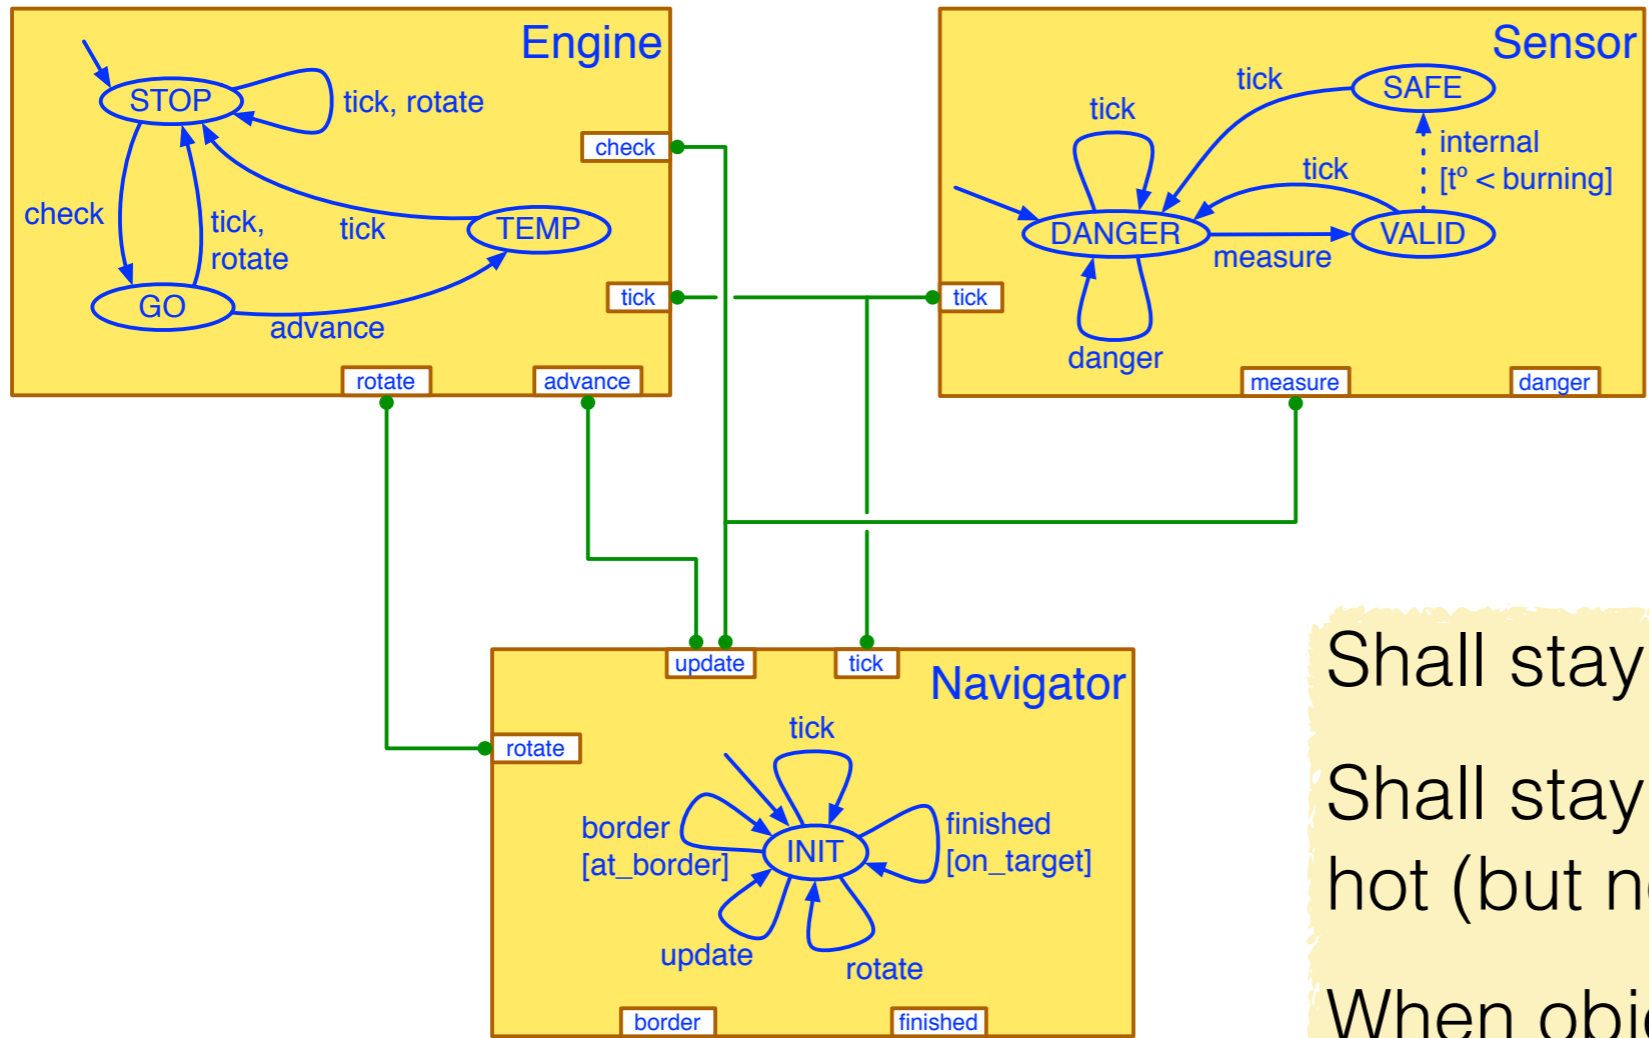 Engine
STOP
tick, rotate
check
check
tick,
rotate
tick
TEMP
GO
advance
tick
rotate
advance
Sensor
tick
SAFE
tick
internal
[tº < burning]
tick
DANGER
VALID
measure
tick
danger
measure
danger
update
tick
Navigator
rotate
tick
border
[at_border]
INIT
finished
[on_target]
update
rotate
border
finished
Shall stay
Shall stay
hot (but
When